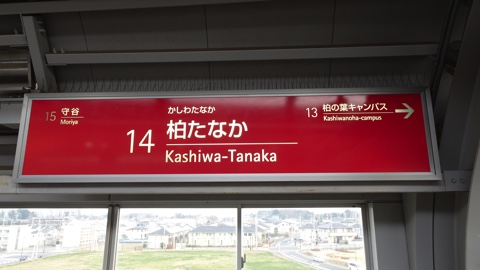 15 守谷
Moriya
かしわたなか
14 柏たなか
Kashiwa-Tanaka
13 柏の葉キャンパス
Kashiwanoha-campus